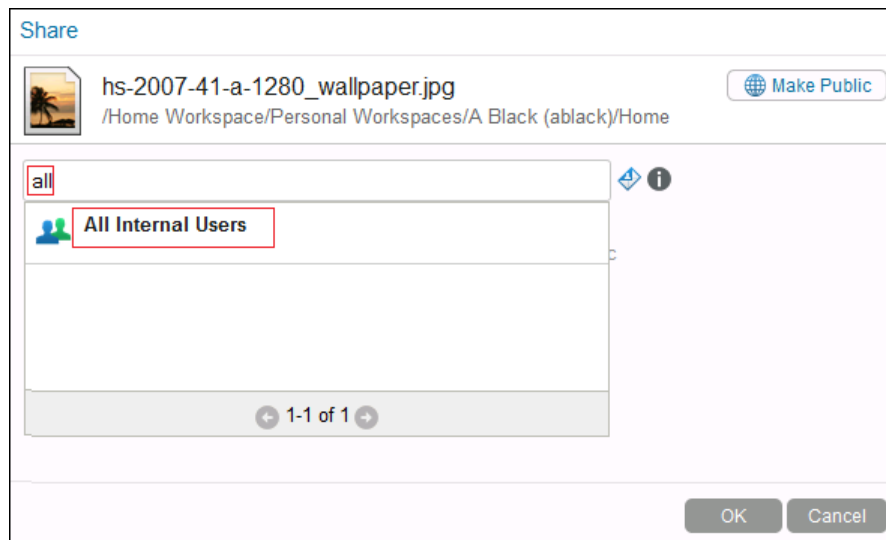 Share
hs-2007-41-a-1280_wallpaper.jpg
Make Public
/Home Workspace/Personal Workspaces/A Black (ablack)/Home
all
All Internal Users
c
1-1 of 1
OK
Cancel